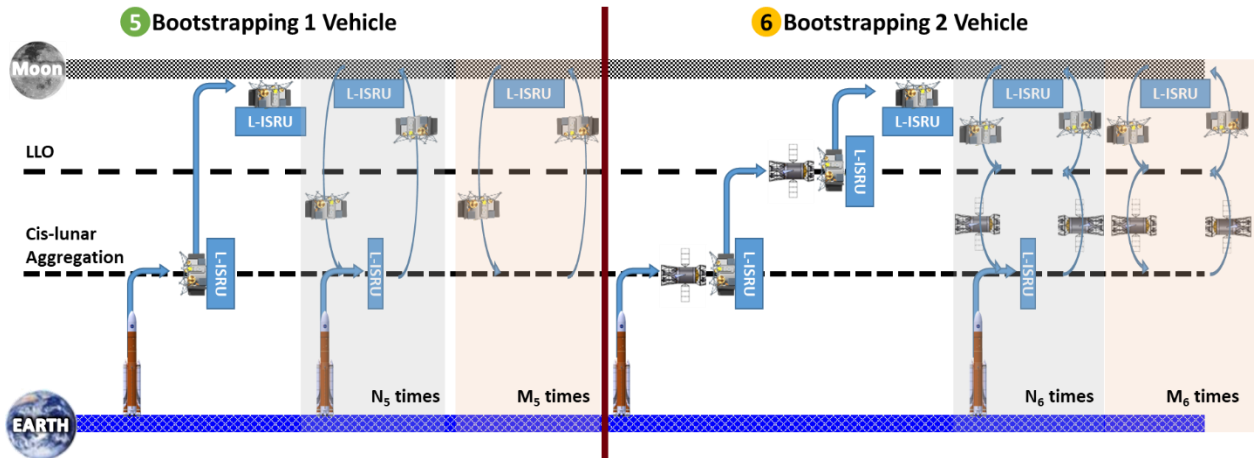 5 Bootstrapping 1 Vehicle
6 Bootstrapping 2 Vehicle
Moon
L-ISRU
L-ISRU
L-ISRU
L-ISRU
L-ISRU
L-ISRU
LLO
L-ISRU
Cis-lunar
Aggregation
L-ISRU
L-ISRU
L-ISRU
L-ISRU
N5 times
M5 times
N6 times
M6 times
EARTH